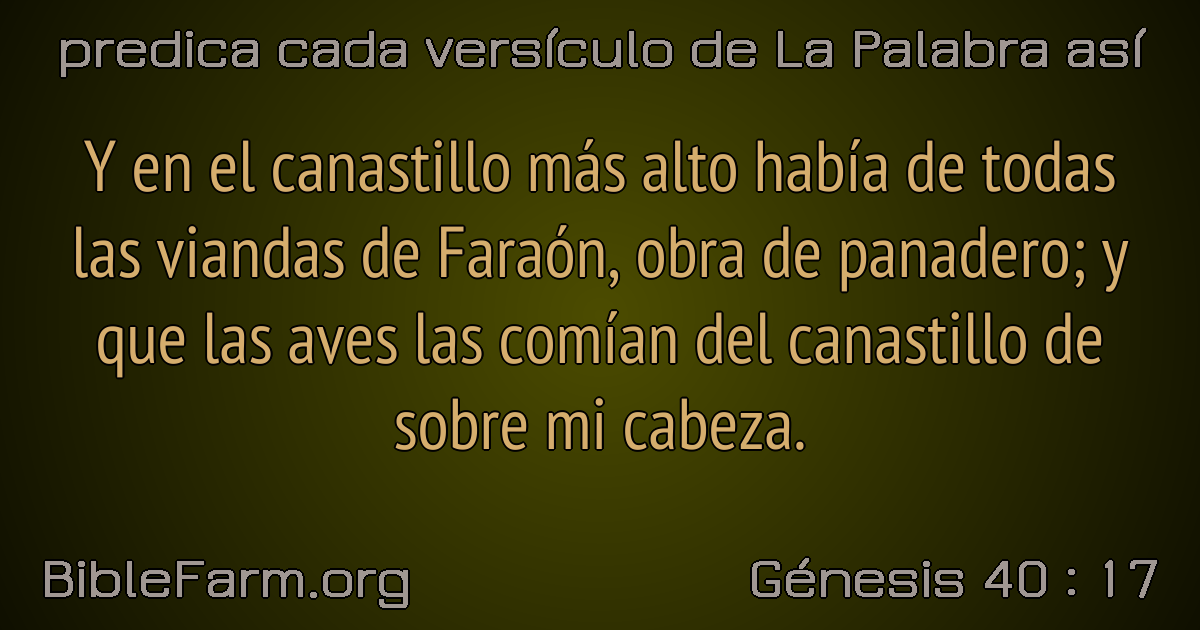 predica cada versículo de La Palabra así
Y en el canastillo más alto había de todas
las viandas de Faraón, obra de panadero; y
que las aves las comían del canastillo de
sobre mi cabeza.
BibleFarm.org
Génesis 40 : 17